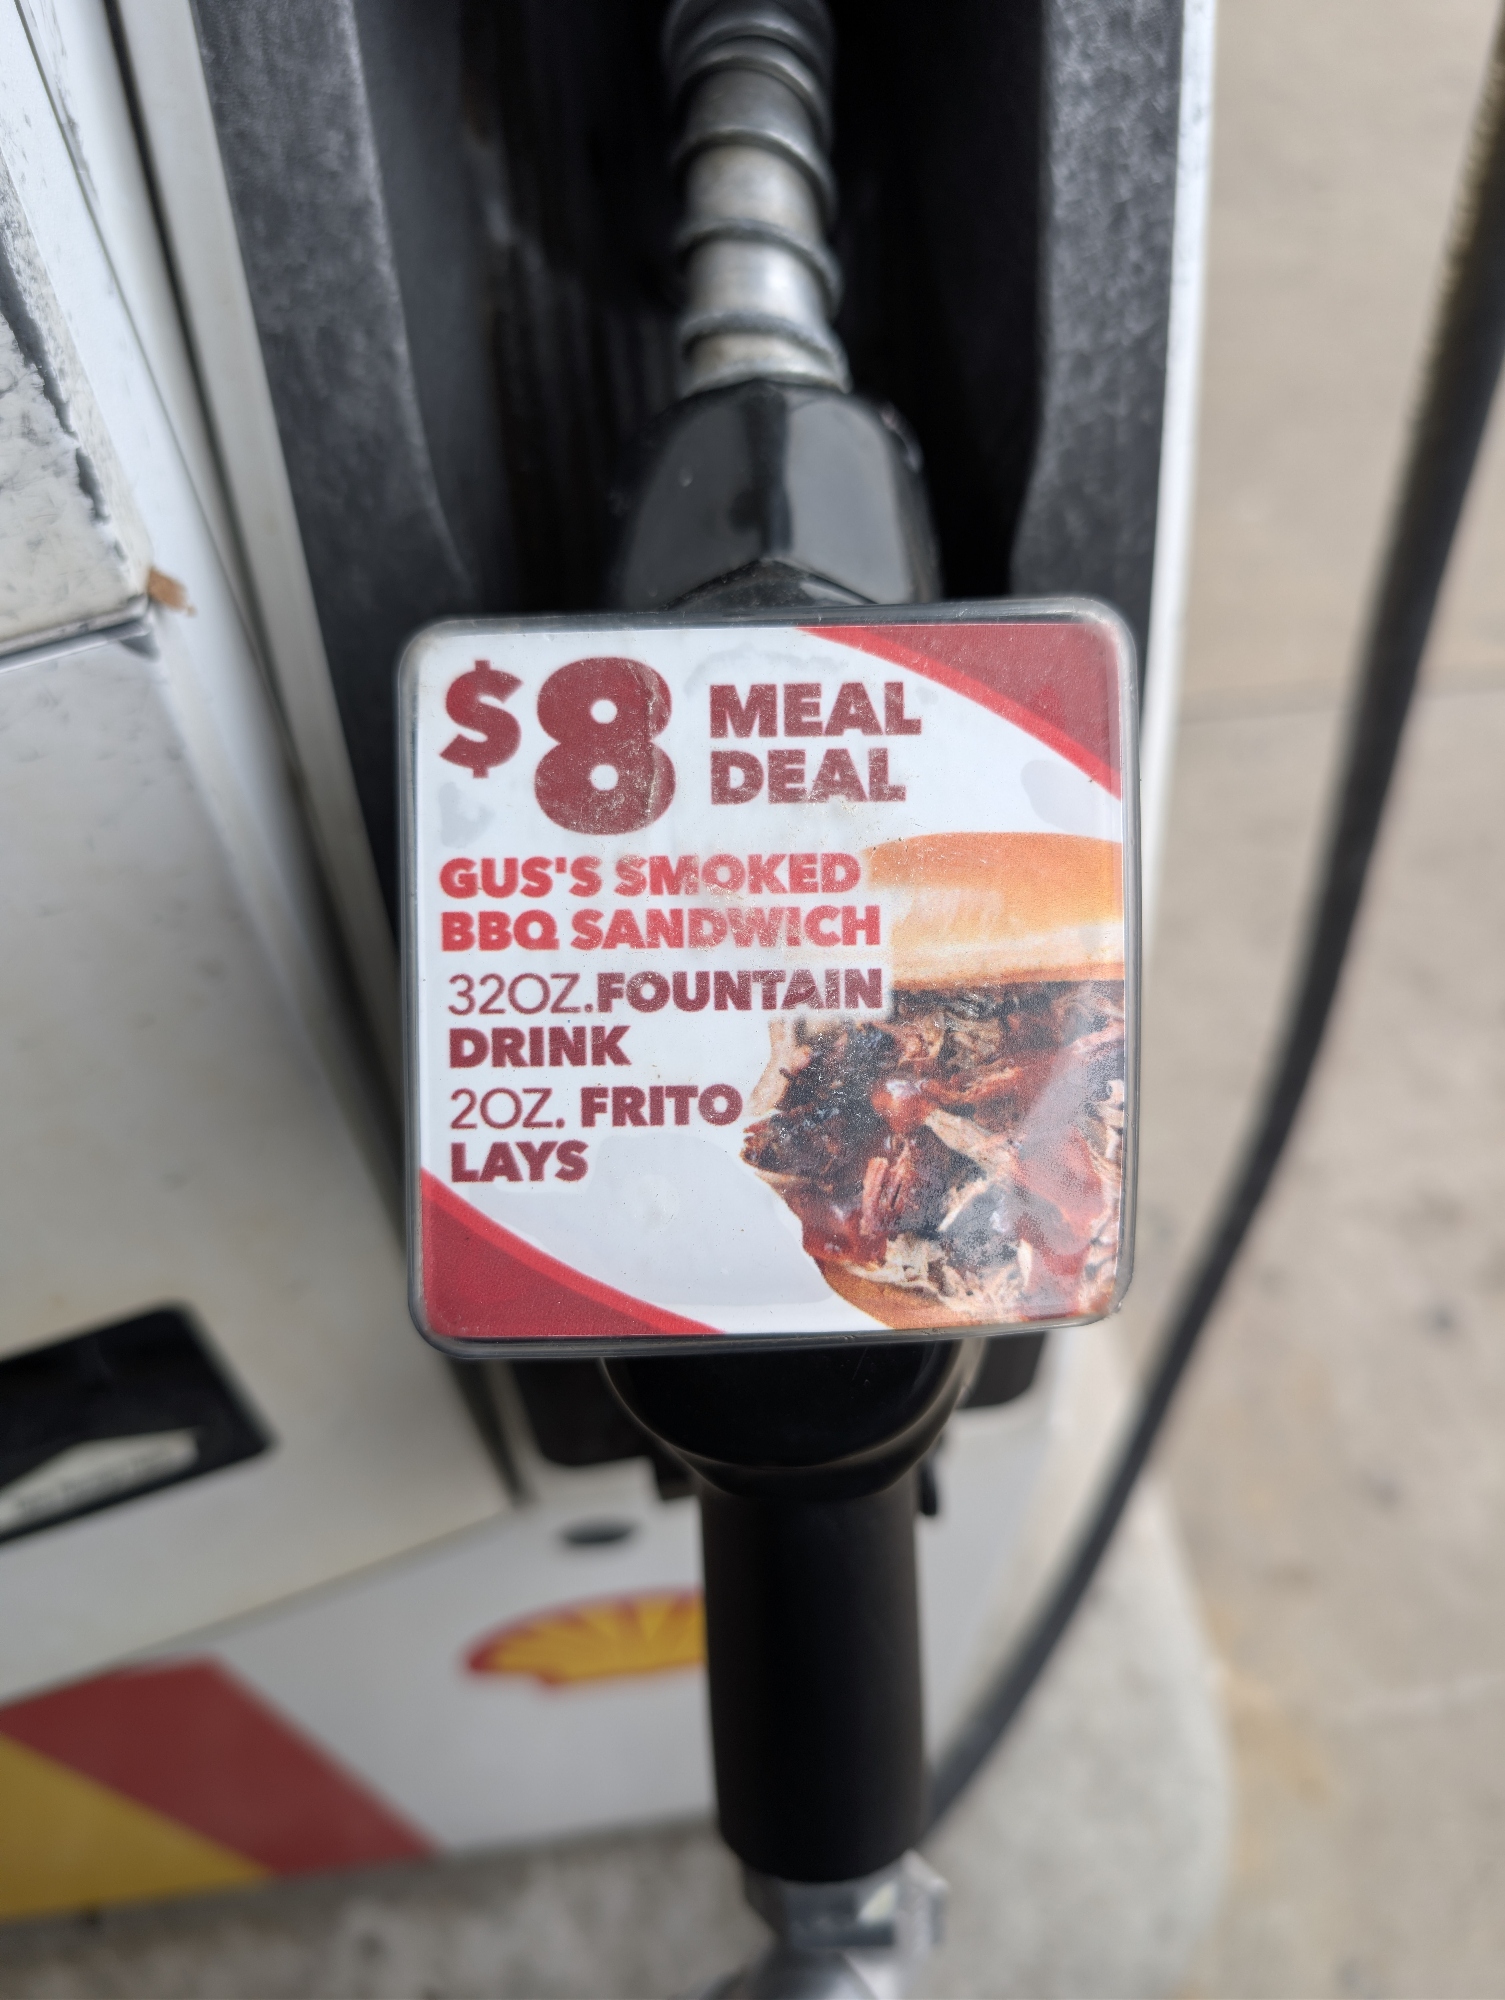 $8 MEAL
DEAL
GUS'S SMOKED
BBQ SANDWICH
32OZ.FOUNTAIN
DRINK
2OZ. FRITO
LAYS